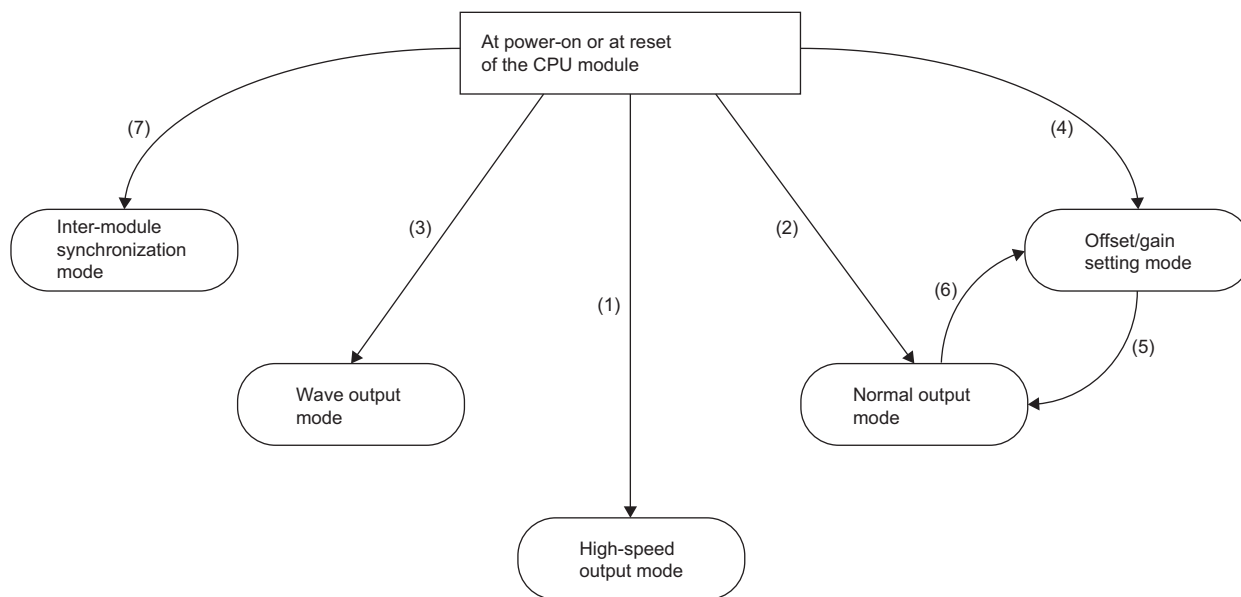 At power-on or at reset
of the CPU module
(7)
(4)
Inter-module
synchronization
mode
(3)
(2)
Offset/gain
setting mode
(6)
(1)
(5)
Wave output
mode
Normal output
mode
High-speed
output mode